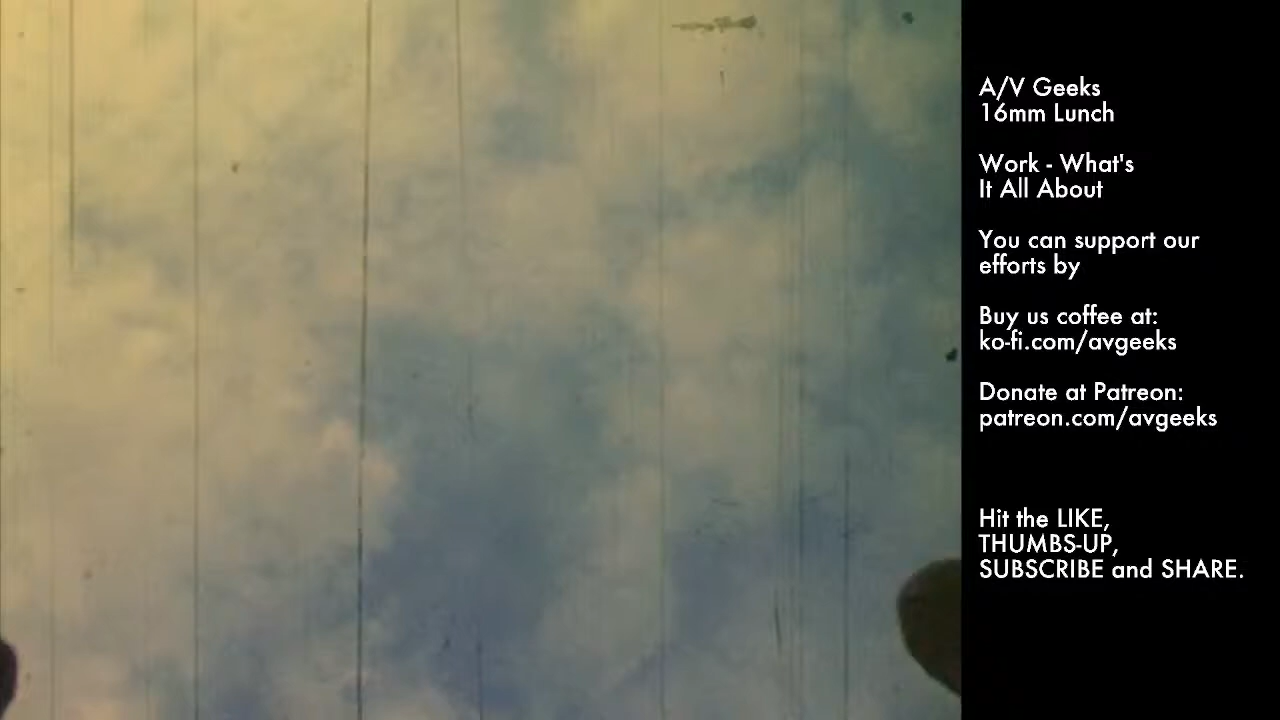 A/V Geeks
16mm Lunch
Work - What's
It All About
You can support our
efforts by
Buy us coffee at:
ko-fi.com/avgeeks
Donate at Patreon:
patreon.com/avgeeks
Hit the LIKE,
THUMBS-UP,
SUBSCRIBE and SHARE.